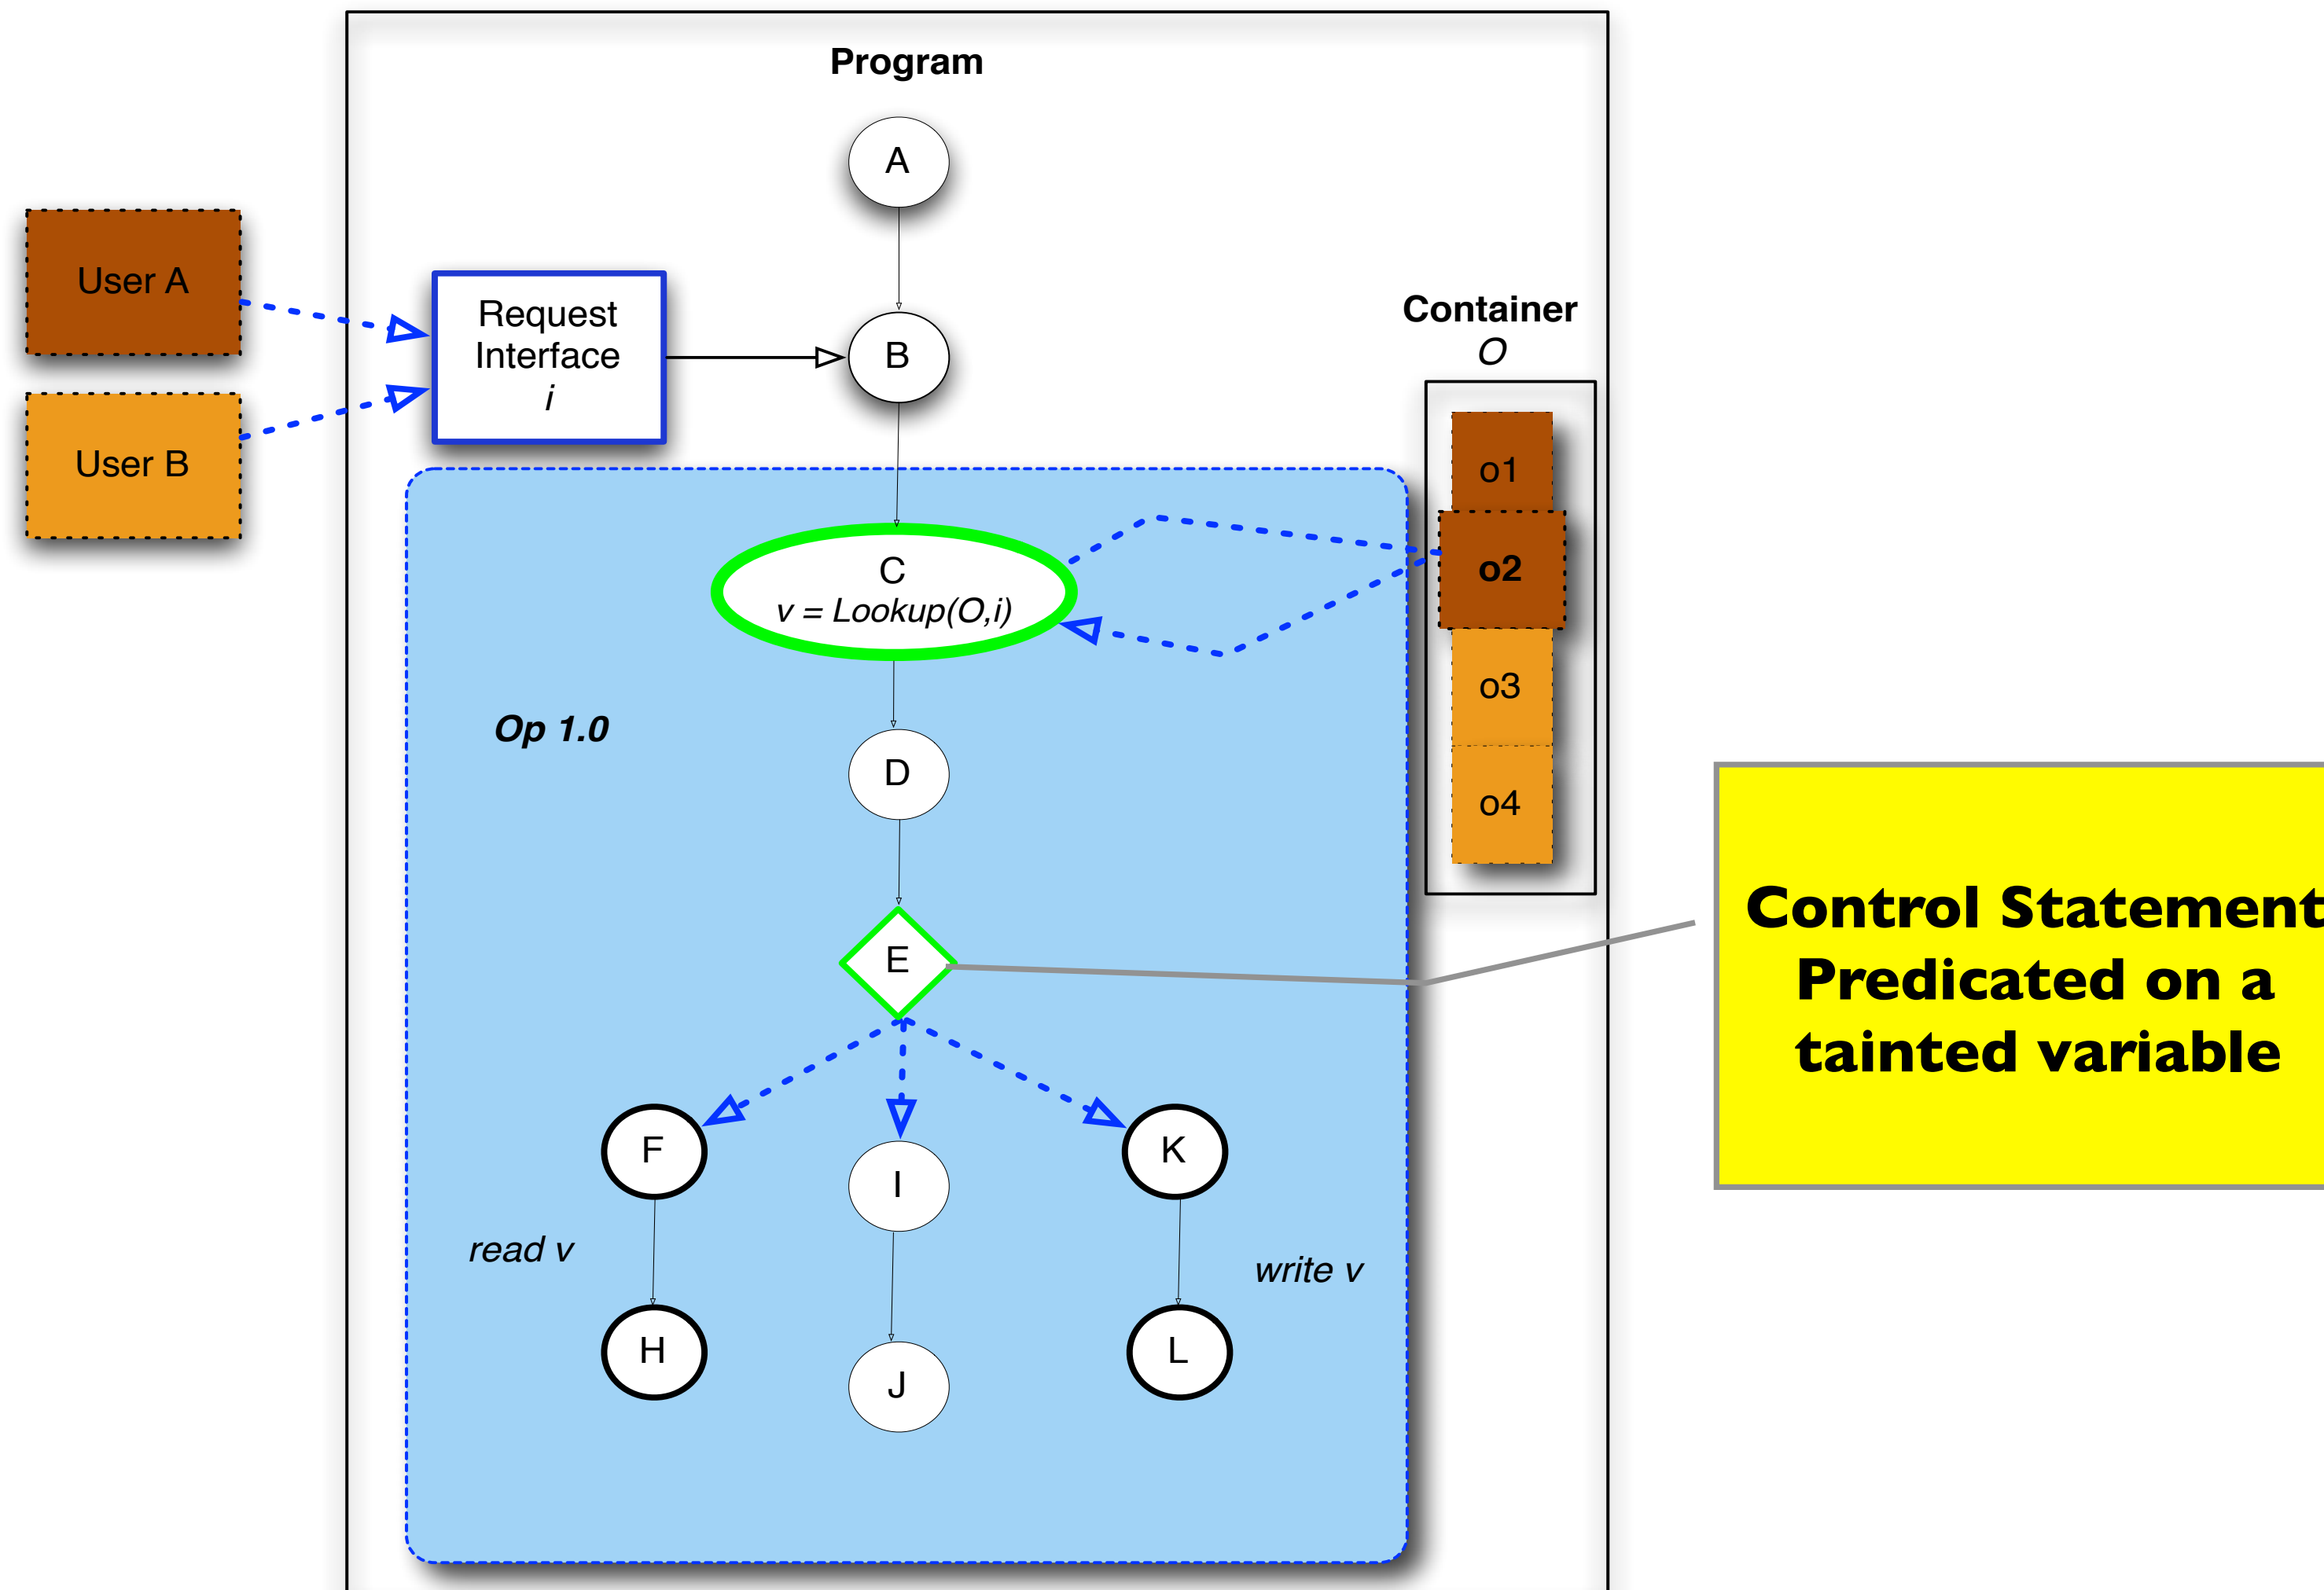 Program
A
User A
Request
Interface
i
B
Container
O
User B
o1
C
v = Lookup(O,i)
o2
o3
Op 1.0
D
o4
Control Statement
Predicated on a
tainted variable
E
F
I
K
read v
write v
H
J
L